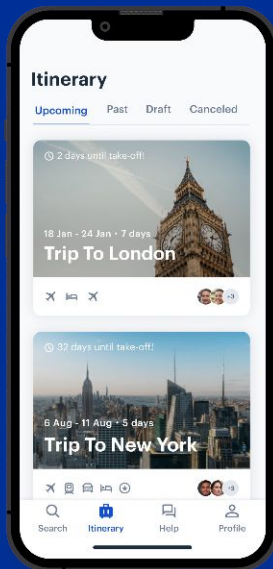 Itinerary
Upcoming Past Draft Canceled
2 days until take-off!
18 Jan - 24 Jan • 7 days
Trip To London
+3
32 days until take-off!
6 Aug - 11 Aug • 5 days
Trip To New York
+3
Search Itinerary Help Profile